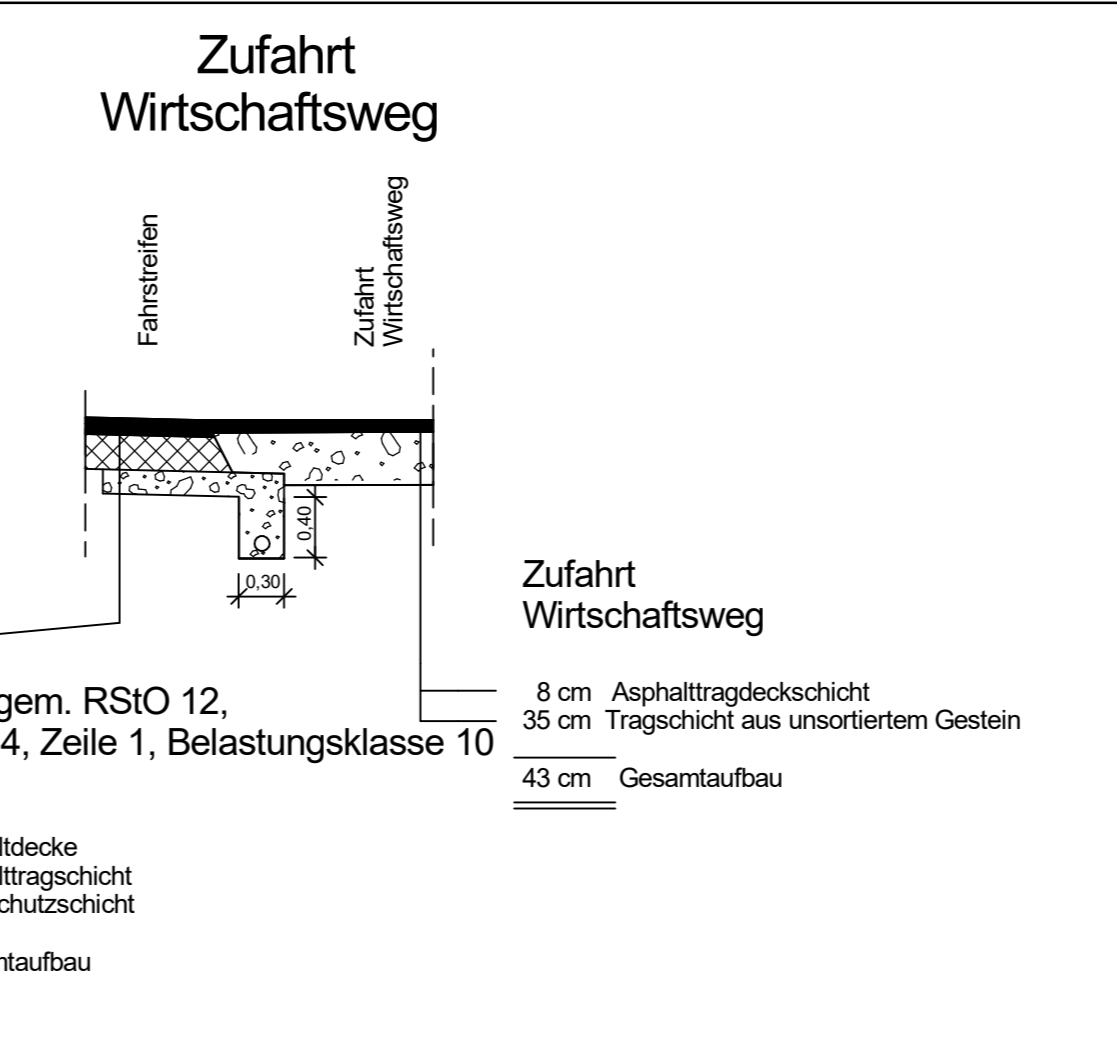 Zufahrt
Wirtschaftsweg
Fahrstreifen
Zufahrt
Wirtschaftsweg
0,40
0,30
Zufahrt
Wirtschaftsweg
8 cm Asphalttragdeckschicht
35 cm Tragschicht aus unsortiertem Gestein
43 cm Gesamtaufbau
gem. RStO 12,
4, Zeile 1, Belastungsklasse 10
ltdecke
lttragschicht
chutzschicht
ntaufbau